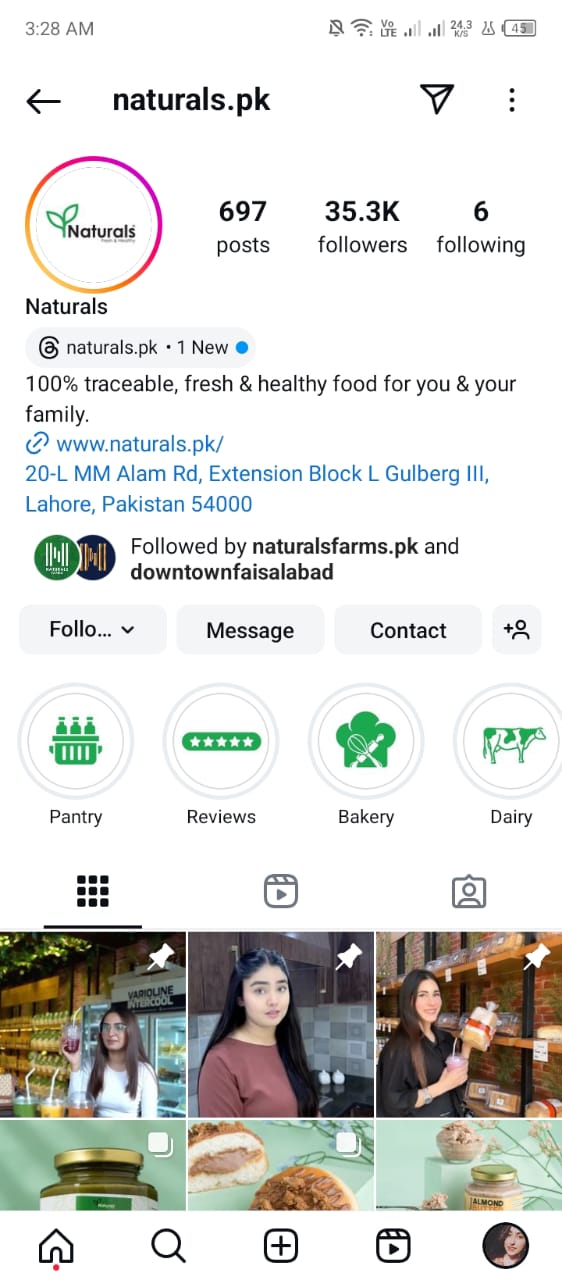 3:28 AM
Vo
LTE
24.3
K/S
45
naturals.pk
Naturals
Fresh & Healthy
697
posts
35.3K
followers
6
following
Naturals
naturals.pk • 1 New
100% traceable, fresh & healthy food for you & your
family.
www.naturals.pk/
20-L MM Alam Rd, Extension Block L Gulberg III,
Lahore, Pakistan 54000
Followed by naturalsfarms.pk and
downtownfaisalabad
Follo...
Message
Contact
Pantry
Reviews
Bakery
Dairy
VARIOLINE
INTERCOOL
Naturals
ALMOND